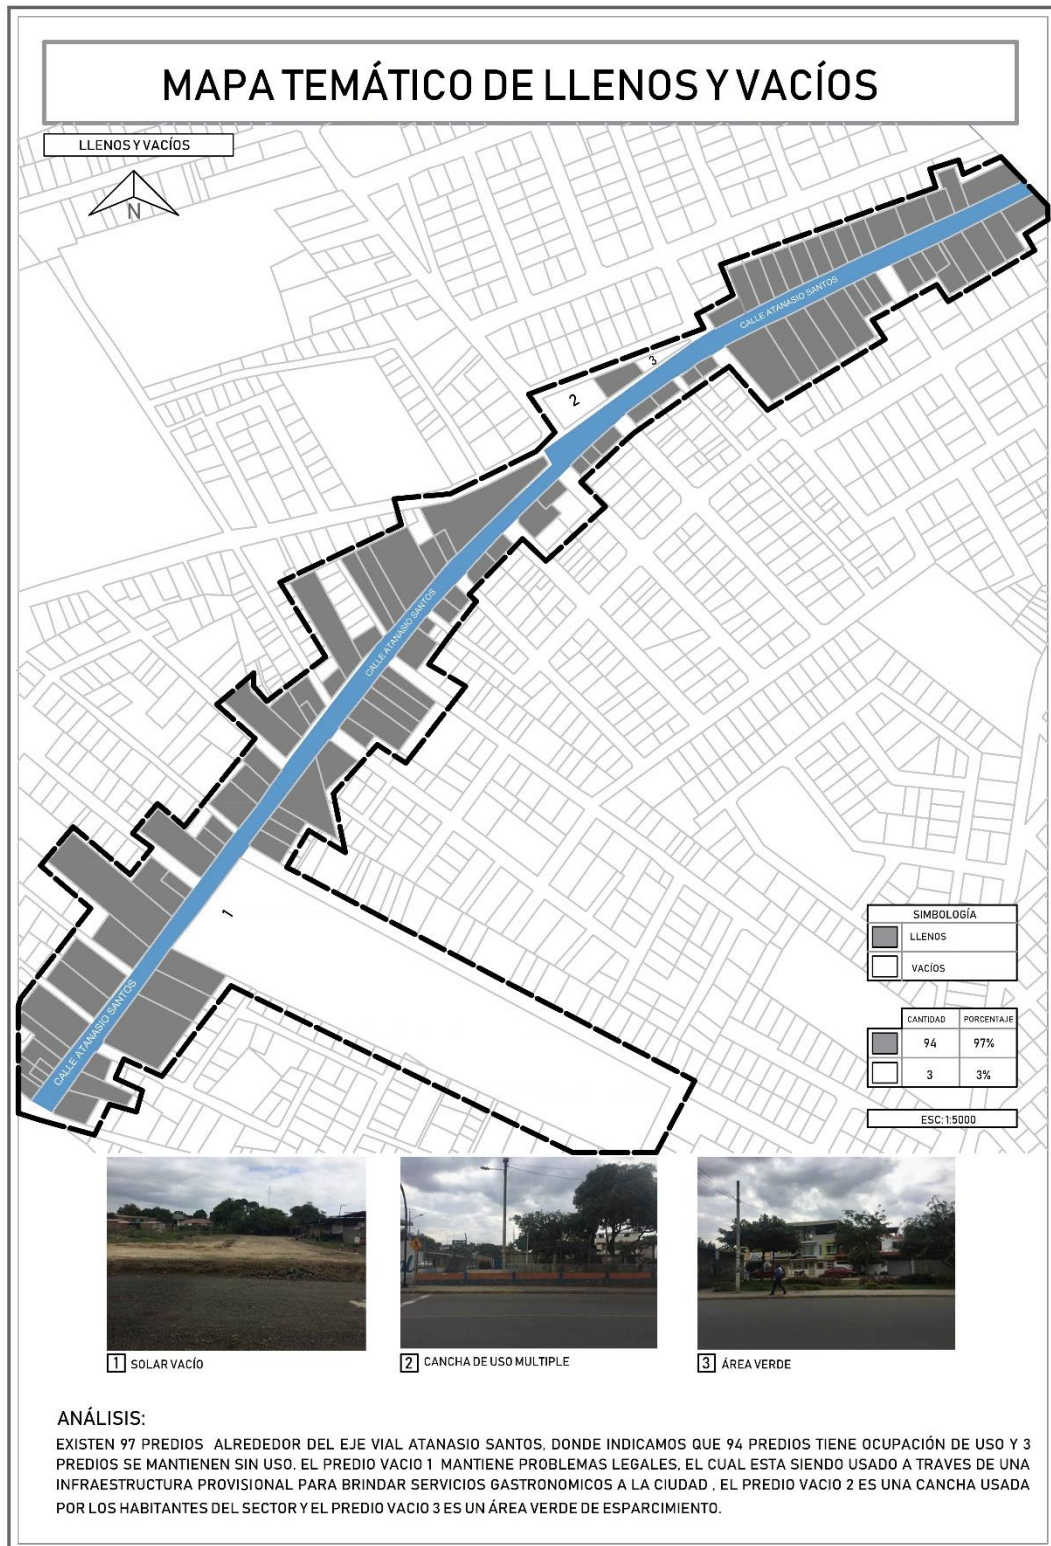 MAPA TEMÁTICO DE LLENOS Y VACÍOS
LLENOS Y VACÍOS
N
CALLE ATANASIO SANTOS
3
2
CALLE ATANASIO SANTOS
1
CALLE ATANASIO SANTOS
SIMBOLOGÍA
LLENOS
VACÍOS
CANTIDAD PORCENTAJE
94 97%
3 3%
ESC: 1:5000
1 SOLAR VACÍO
2 CANCHA DE USO MULTIPLE
3 ÁREA VERDE
ANÁLISIS:
EXISTEN 97 PREDIOS ALREDEDOR DEL EJE VIAL ATANASIO SANTOS, DONDE INDICAMOS QUE 94 PREDIOS TIENE OCUPACIÓN DE USO Y 3
PREDIOS SE MANTIENEN SIN USO. EL PREDIO VACIO 1 MANTIENE PROBLEMAS LEGALES, EL CUAL ESTA SIENDO USADO A TRAVES DE UNA
INFRAESTRUCTURA PROVISIONAL PARA BRINDAR SERVICIOS GASTRONOMICOS A LA CIUDAD , EL PREDIO VACIO 2 ES UNA CANCHA USADA
POR LOS HABITANTES DEL SECTOR Y EL PREDIO VACIO 3 ES UN ÁREA VERDE DE ESPARCIMIENTO.